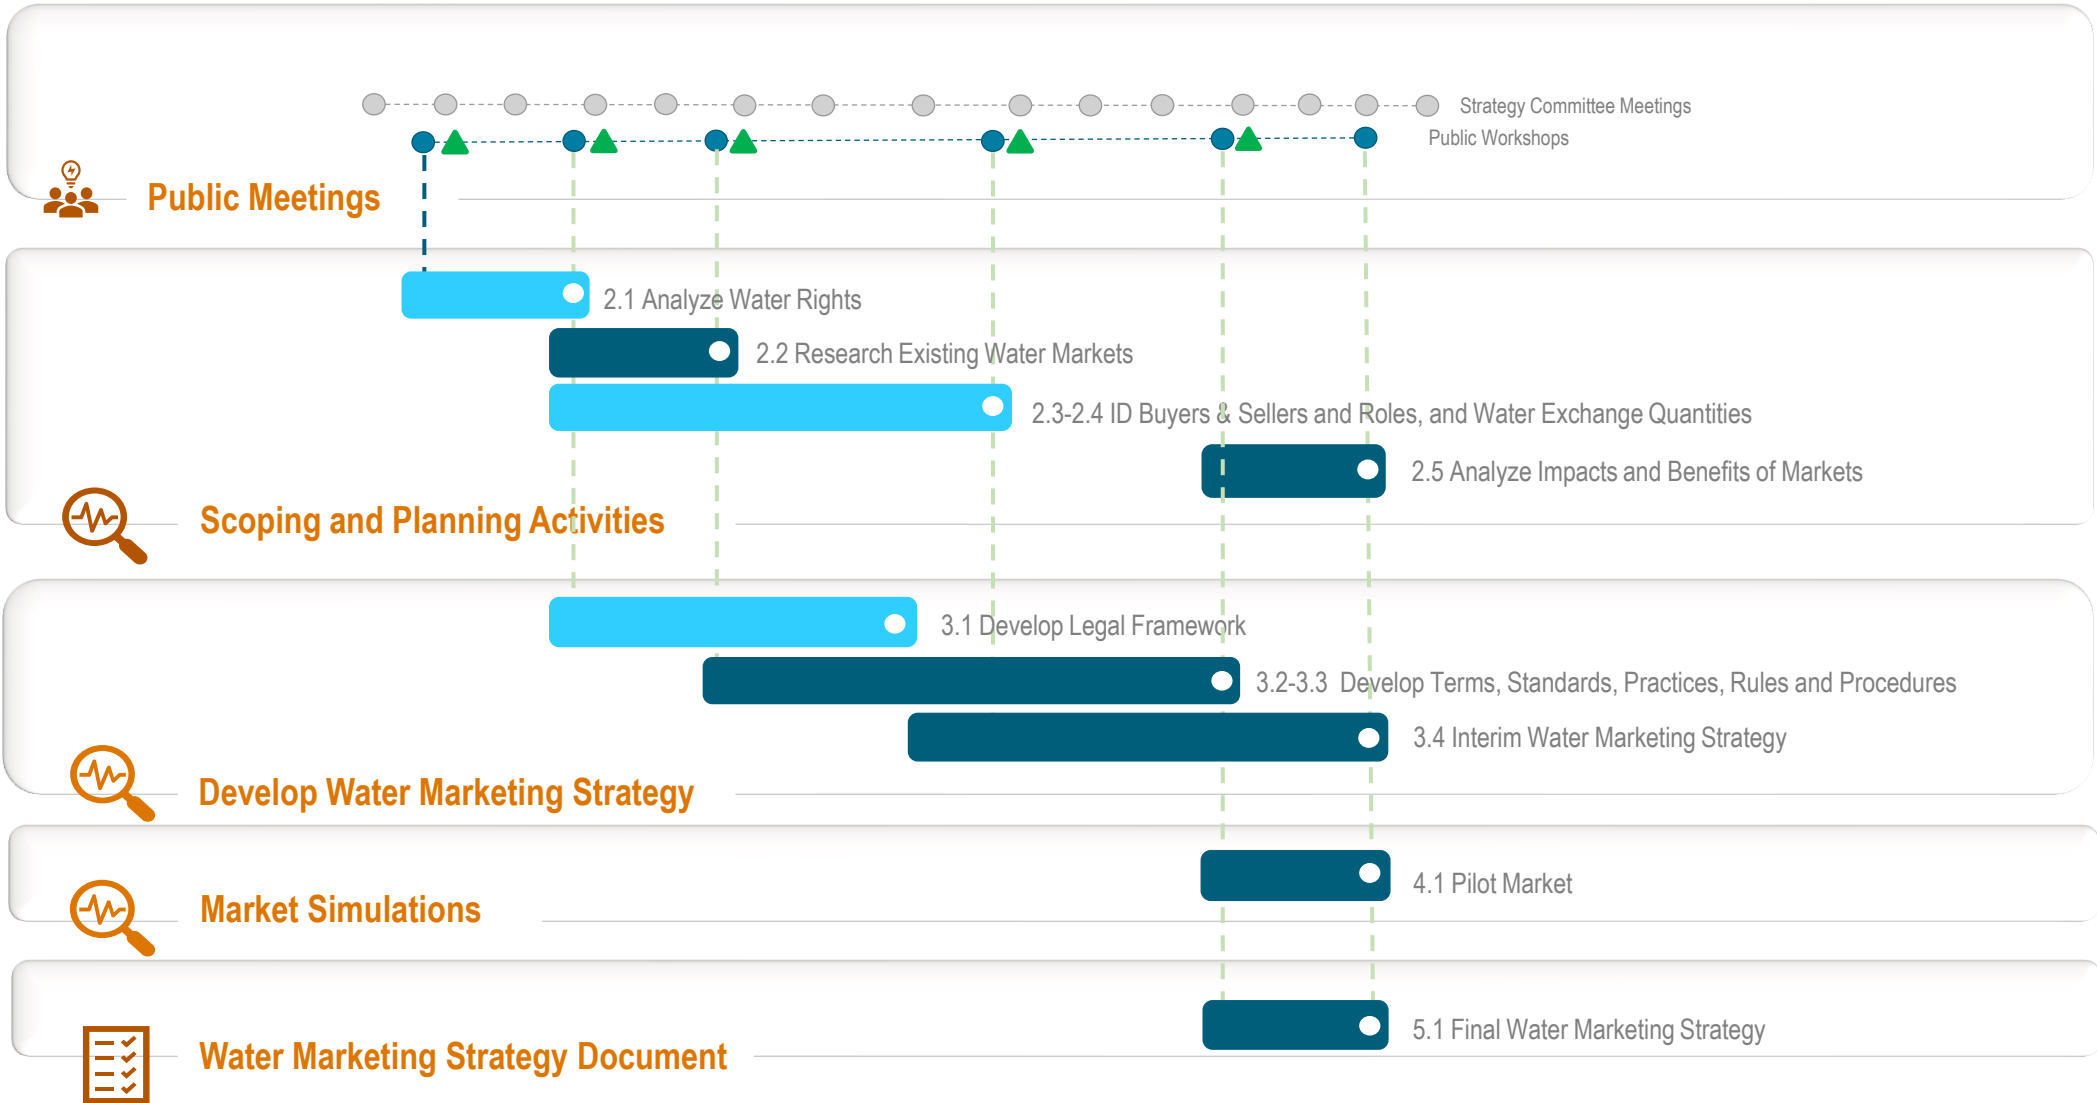 Strategy Committee Meetings
Public Workshops
Public Meetings
2.1 Analyze Water Rights
2.2 Research Existing Water Markets
2.3-2.4 ID Buyers & Sellers and Roles, and Water Exchange Quantities
2.5 Analyze Impacts and Benefits of Markets
Scoping and Planning Activities
3.1 Develop Legal Framework
3.2-3.3 Develop Terms, Standards, Practices, Rules and Procedures
3.4 Interim Water Marketing Strategy
Develop Water Marketing Strategy
4.1 Pilot Market
Market Simulations
5.1 Final Water Marketing Strategy
Water Marketing Strategy Document